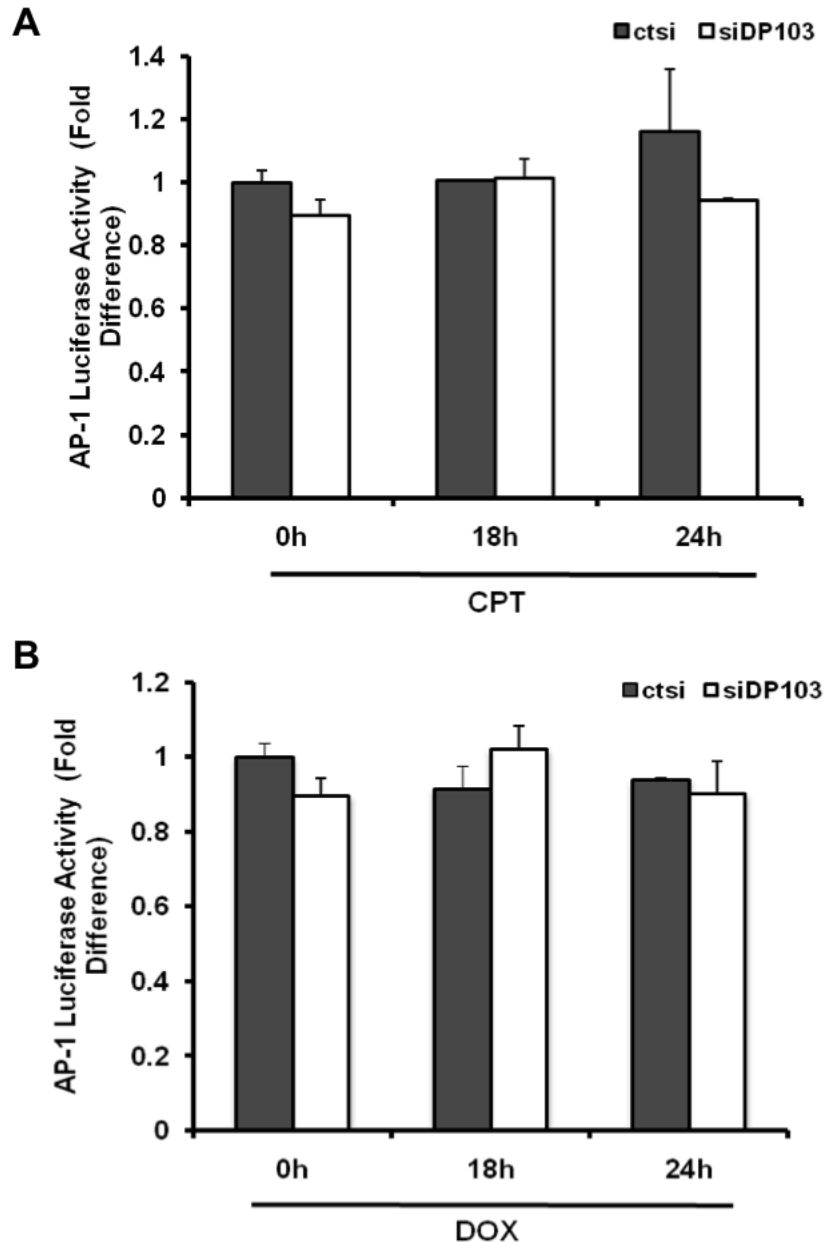 A
ctsi siDP103
AP-1 Luciferase Activity (Fold
Difference)
1.4
1.2
1
0.8
0.6
0.4
0.2
0
0h 18h 24h
CPT
B
ctsi siDP103
AP-1 Luciferase Activity (Fold
Difference)
1.2
1
0.8
0.6
0.4
0.2
0
0h 18h 24h
DOX